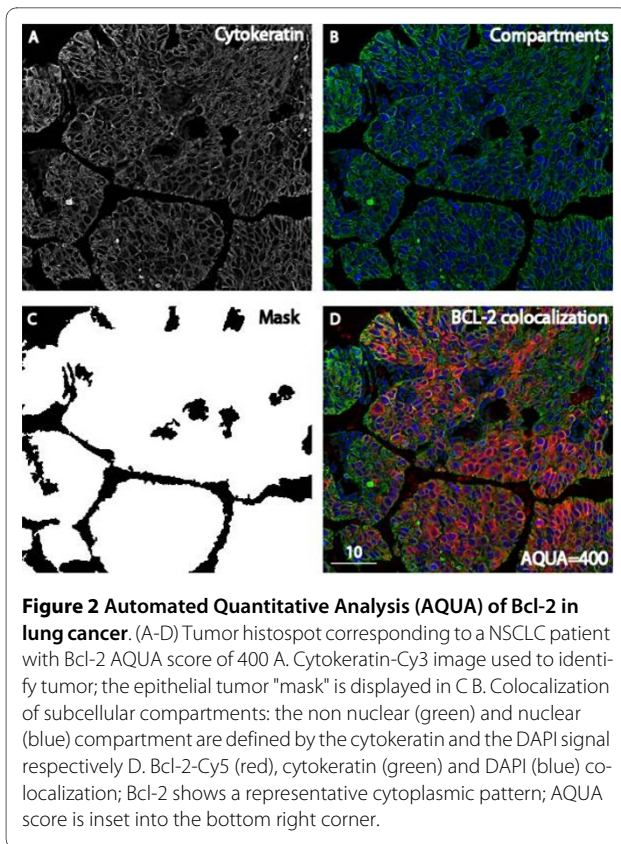 A Cytokeratin
B Compartments
C Mask
D BCL-2 colocalization
10 AQUA=400
Figure 2 Automated Quantitative Analysis (AQUA) of Bcl-2 in
lung cancer. (A-D) Tumor histospot corresponding to a NSCLC patient
with Bcl-2 AQUA score of 400 A. Cytokeratin-Cy3 image used to identi-
fy tumor; the epithelial tumor "mask" is displayed in C B. Colocalization
of subcellular compartments: the non nuclear (green) and nuclear
(blue) compartment are defined by the cytokeratin and the DAPI signal
respectively D. Bcl-2-Cy5 (red), cytokeratin (green) and DAPI (blue) co-
localization; Bcl-2 shows a representative cytoplasmic pattern; AQUA
score is inset into the bottom right corner.